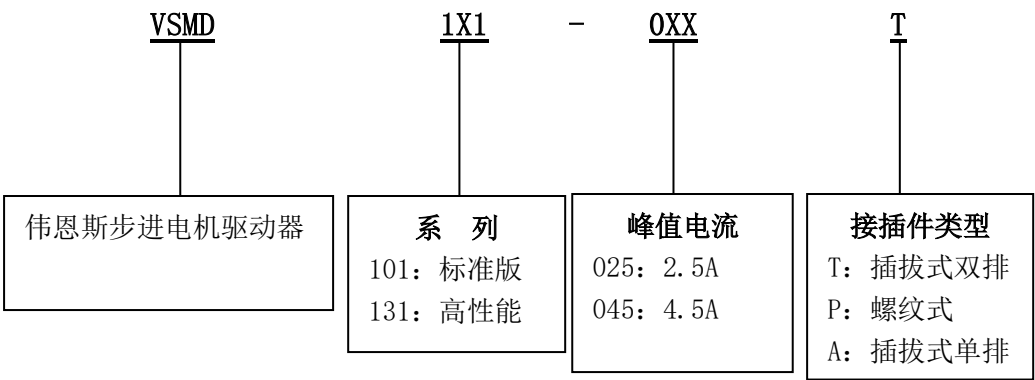 VSMD 1X1 - 0XX T
伟恩斯步进电机驱动器
系 列
101: 标准版
131: 高性能
峰值电流
025: 2.5A
045: 4.5A
接插件类型
T: 插拔式双排
P: 螺纹式
A: 插拔式单排